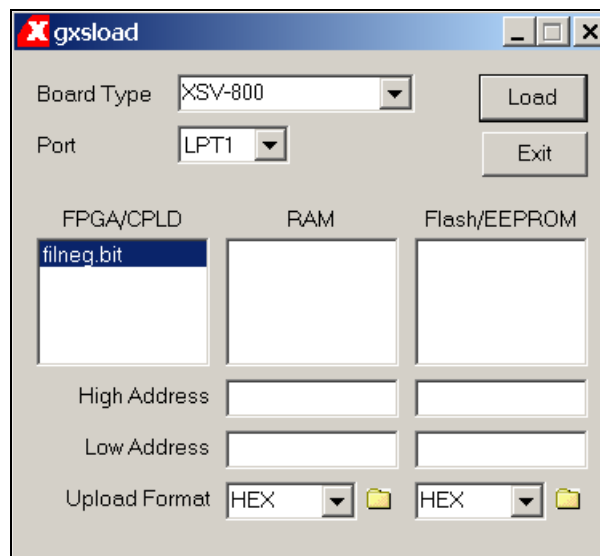 gxsload
Board Type XSV-800 Load
Port LPT1 Exit
FPGA/CPLD RAM Flash/EEPROM
filneg.bit
High Address
Low Address
Upload Format HEX HEX